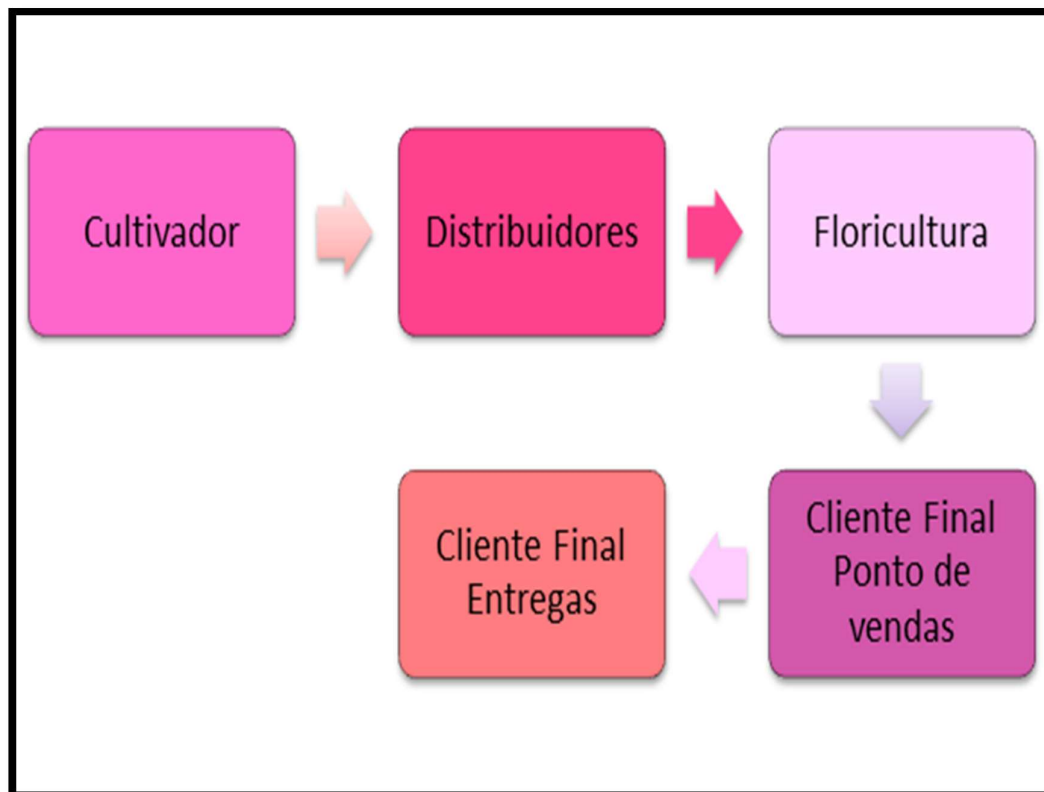 Cultivador
Distribuidores
Floricultura
Cliente Final
Ponto de
vendas
Cliente Final
Entregas